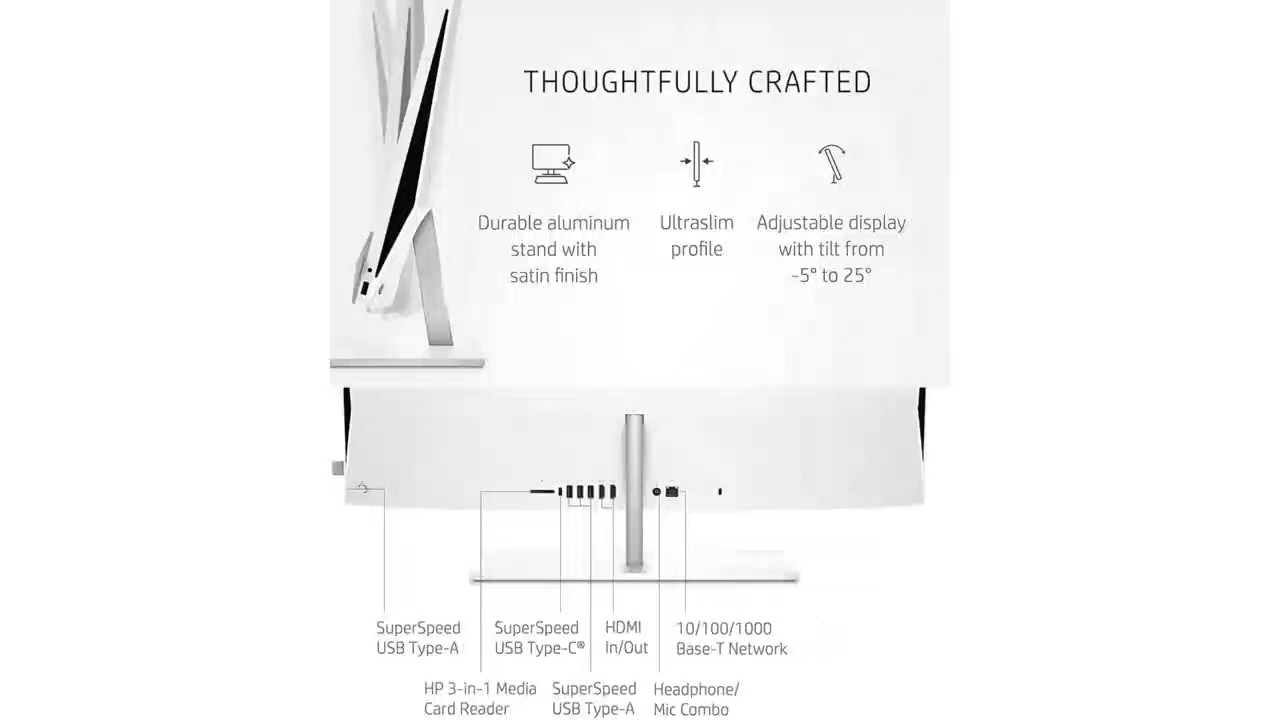 THOUGHTFULLY CRAFTED
Durable aluminum
stand with
satin finish
Ultraslim
profile
Adjustable display
with tilt from
-5° to 25°
SuperSpeed
USB Type-A
SuperSpeed
USB Type-C®
HDMI
In/Out
10/100/1000
Base-T Network
HP 3-in-1 Media
Card Reader
SuperSpeed
USB Type-A
Headphone/
Mic Combo